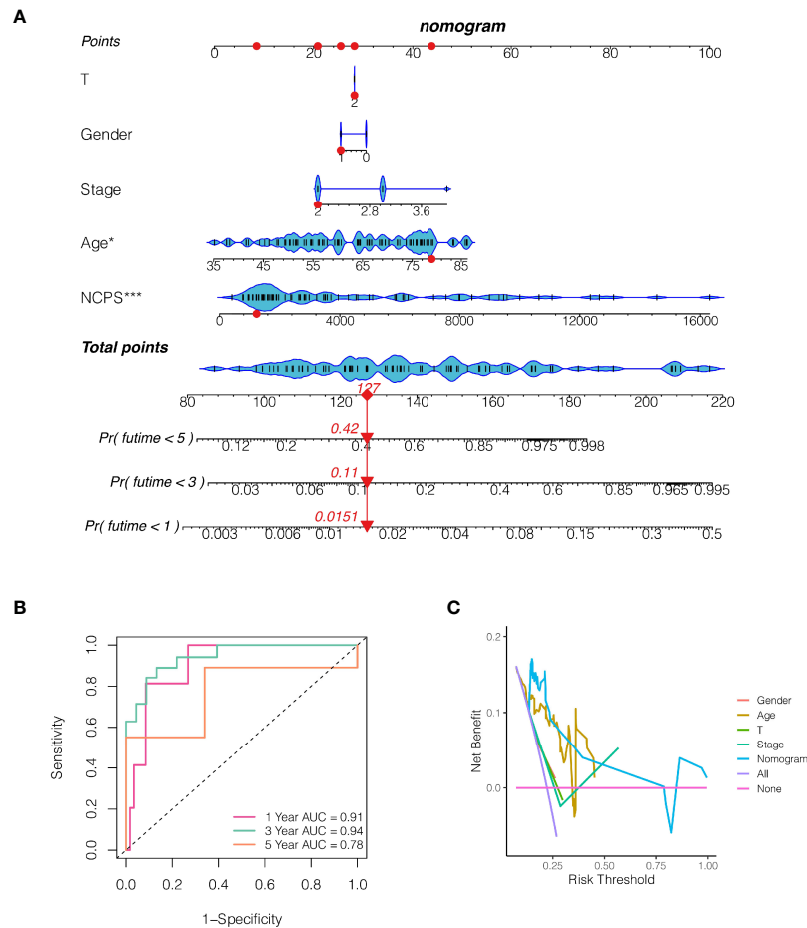 A
nomogram
Points
0 20 40 60 80 100
T
2
Gender
1 0
Stage
2 2.8 3.6
Age*
35 45 55 65 75 85
NCPS***
0 4000 8000 12000 16000
Total points
127
80 100 120 140 160 180 200 220
0.42
Pr( futime < 5 )
0.12 0.2 0.4 0.6 0.85 0.975 0.998
0.11
Pr( futime < 3 )
0.03 0.06 0.1 0.2 0.4 0.6 0.85 0.965 0.995
0.0151
Pr( futime < 1 )
0.003 0.006 0.01 0.02 0.04 0.08 0.15 0.3 0.5
B
Sensitivity
0.0 0.2 0.4 0.6 0.8 1.0
1 Year AUC = 0.91
3 Year AUC = 0.94
5 Year AUC = 0.78
0.0 0.2 0.4 0.6 0.8 1.0
1–Specificity
C
Net Benefit
0.2
0.1
0.0
0.25 0.50 0.75 1.00
Risk Threshold
Gender
Age
T
Stage
Nomogram
All
None